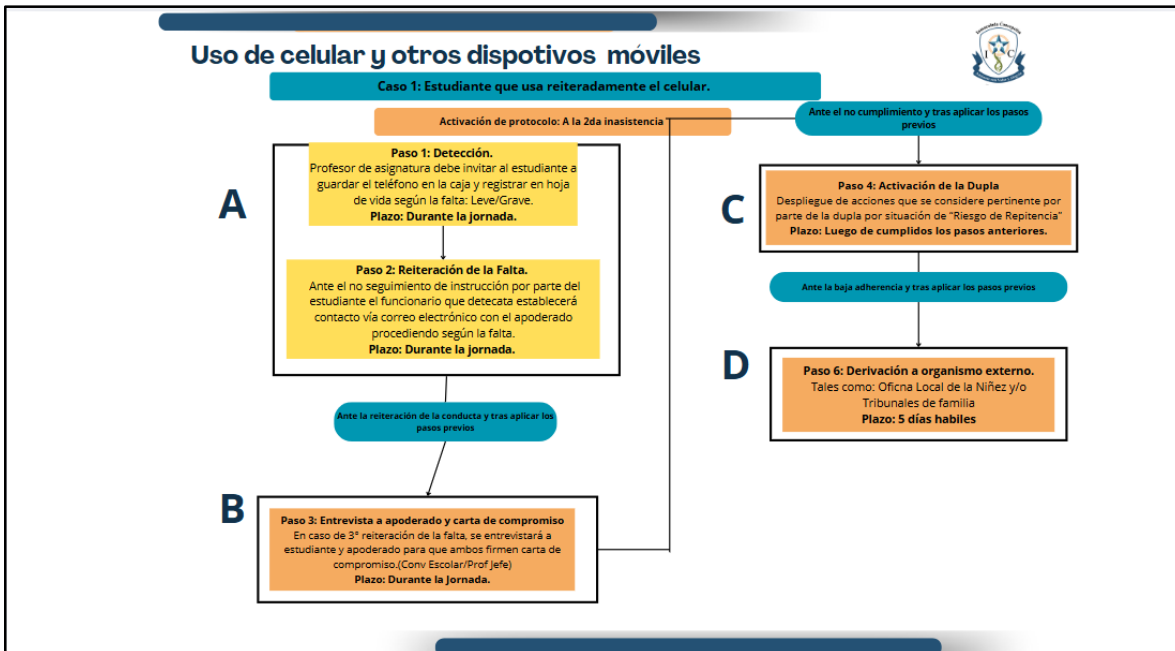 Uso de celular y otros dispotivos móviles
Caso 1: Estudiante que usa reiteradamente el celular.
Activación de protocolo: A la 2da inasistencia
A
Paso 1: Detección.
Profesor de asignatura debe invitar al estudiante a
guardar el teléfono en la caja y registrar en hoja
de vida según la falta: Leve/Grave.
Plazo: Durante la jornada.
Paso 2: Reiteración de la Falta.
Ante el no seguimiento de instrucción por parte del
estudiante el funcionario que detecata establecerá
contacto vía correo electrónico con el apoderado
procediendo según la falta.
Plazo: Durante la jornada.
Ante la reiteración de la conducta y tras aplicar los
pasos previos
B
Paso 3: Entrevista a apoderado y carta de compromiso
En caso de 3° reiteración de la falta, se entrevistará a
estudiante y apoderado para que ambos firmen carta de
compromiso.(Conv Escolar/Prof Jefe)
Plazo: Durante la Jornada.
Ante el no cumplimiento y tras aplicar los pasos
previos
C
Paso 4: Activación de la Dupla
Despliegue de acciones que se considere pertinente por
parte de la dupla por situación de “Riesgo de Repitencia”
Plazo: Luego de cumplidos los pasos anteriores.
Ante la baja adherencia y tras aplicar los pasos previos
D
Paso 6: Derivación a organismo externo.
Tales como: Oficna Local de la Niñez y/o
Tribunales de familia
Plazo: 5 días habiles
Inmaculada Concepción
I C